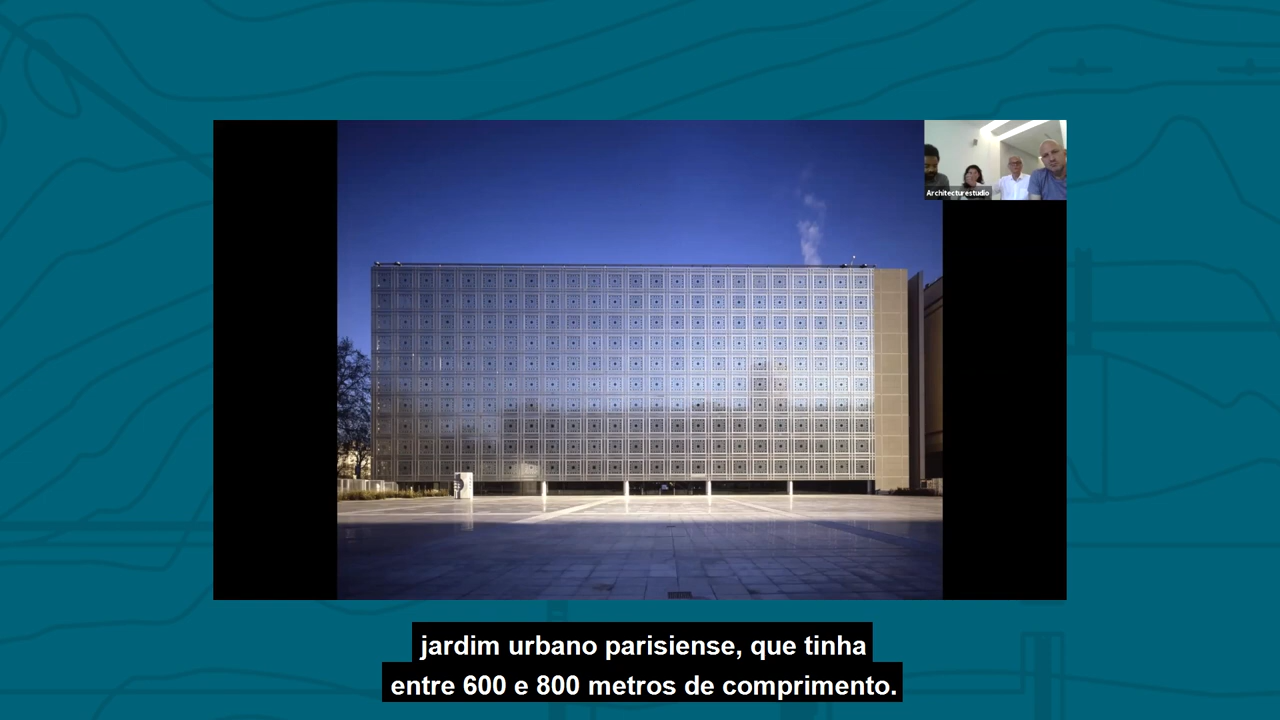 Architecturestudio
jardim urbano parisiense, que tinha
entre 600 e 800 metros de comprimento.